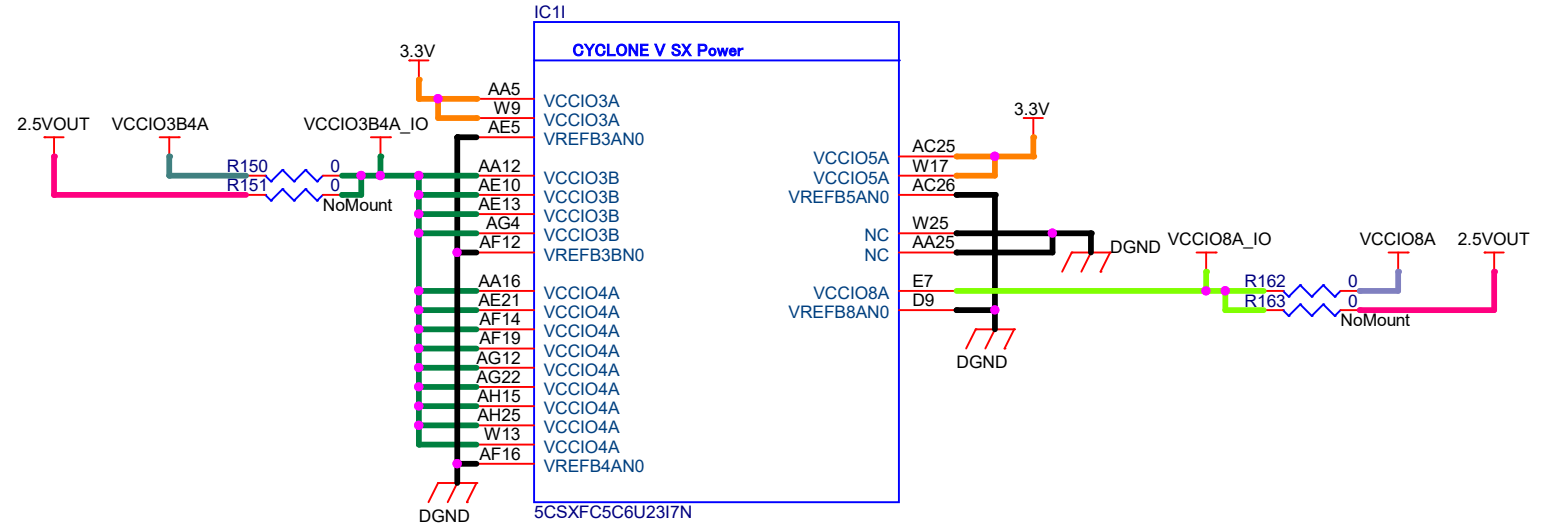 IC1I
CYCLONE V SX Power
3.3V
AA5 VCCIO3A
W9 VCCIO3A
AE5 VREFB3AN0
2.5VOUT VCCIO3B4A VCCIO3B4A_IO
R150 0
R151 0
NoMount
AA12 VCCIO3B
AE10 VCCIO3B
AE13 VCCIO3B
AG4 VCCIO3B
AF12 VREFB3BN0
AA16 VCCIO4A
AE21 VCCIO4A
AF14 VCCIO4A
AF19 VCCIO4A
AG12 VCCIO4A
AG22 VCCIO4A
AH15 VCCIO4A
AH25 VCCIO4A
W13 VCCIO4A
AF16 VREFB4AN0
DGND
3.3V
VCCIO5A AC25
VCCIO5A W17
VREFB5AN0 AC26
NC W25
NC AA25
DGND
VCCIO8A E7
VREFB8AN0 D9
DGND
VCCIO8A_IO VCCIO8A 2.5VOUT
R162 0
R163 0
NoMount
5CSXFC5C6U23I7N